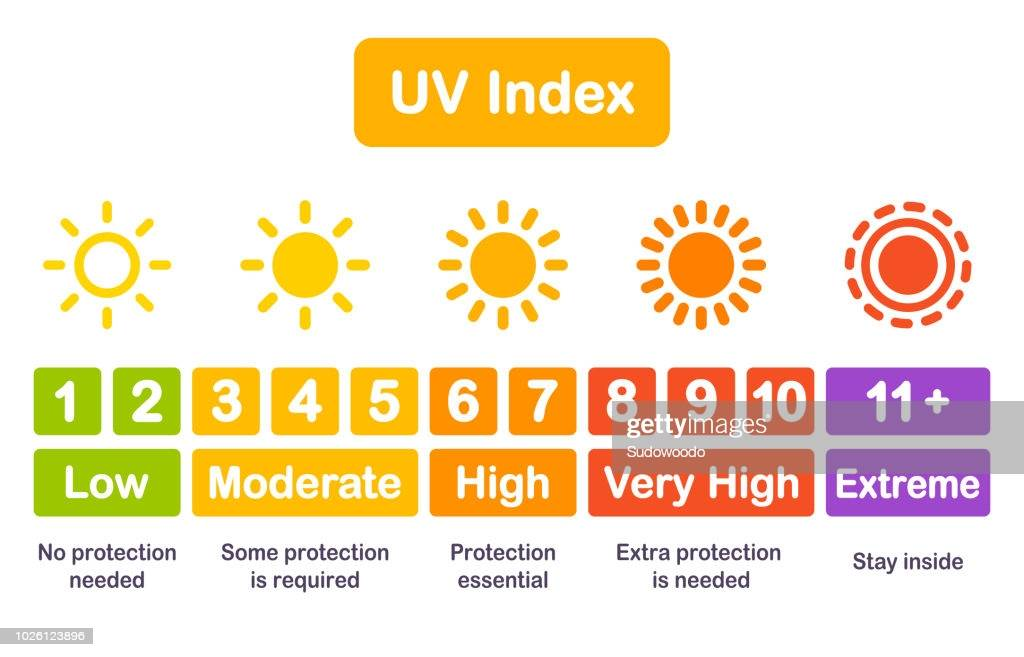 UV Index
1 2 3 4 5 6 7 8 9 10 11+
Low Moderate High Very High Extreme
gettyimages
Sudowoodo
No protection needed
Some protection is required
Protection essential
Extra protection is needed
Stay inside
1026123896